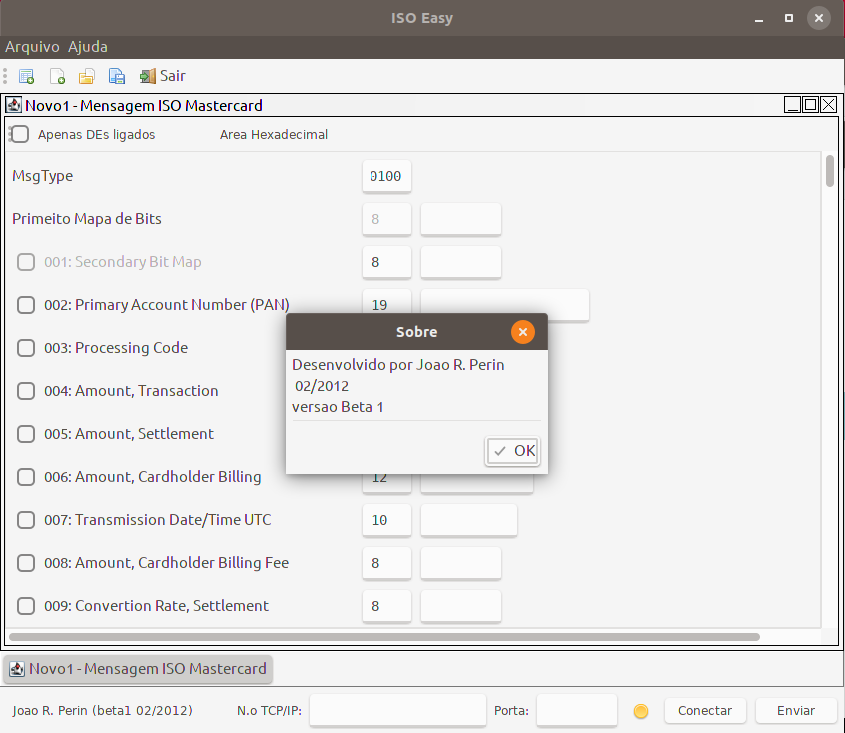 ISO Easy
Arquivo Ajuda
Sair
Novo1 - Mensagem ISO Mastercard
Apenas DEs ligados Area Hexadecimal
MsgType 0100
Primeito Mapa de Bits 8
001: Secondary Bit Map 8
002: Primary Account Number (PAN) 19
Sobre
Desenvolvido por Joao R. Perin
02/2012
versao Beta 1
OK
003: Processing Code
004: Amount, Transaction
005: Amount, Settlement
006: Amount, Cardholder Billing 12
007: Transmission Date/Time UTC 10
008: Amount, Cardholder Billing Fee 8
009: Convertion Rate, Settlement 8
Novo1 - Mensagem ISO Mastercard
Joao R. Perin (beta1 02/2012) N.o TCP/IP: Porta: Conectar Enviar